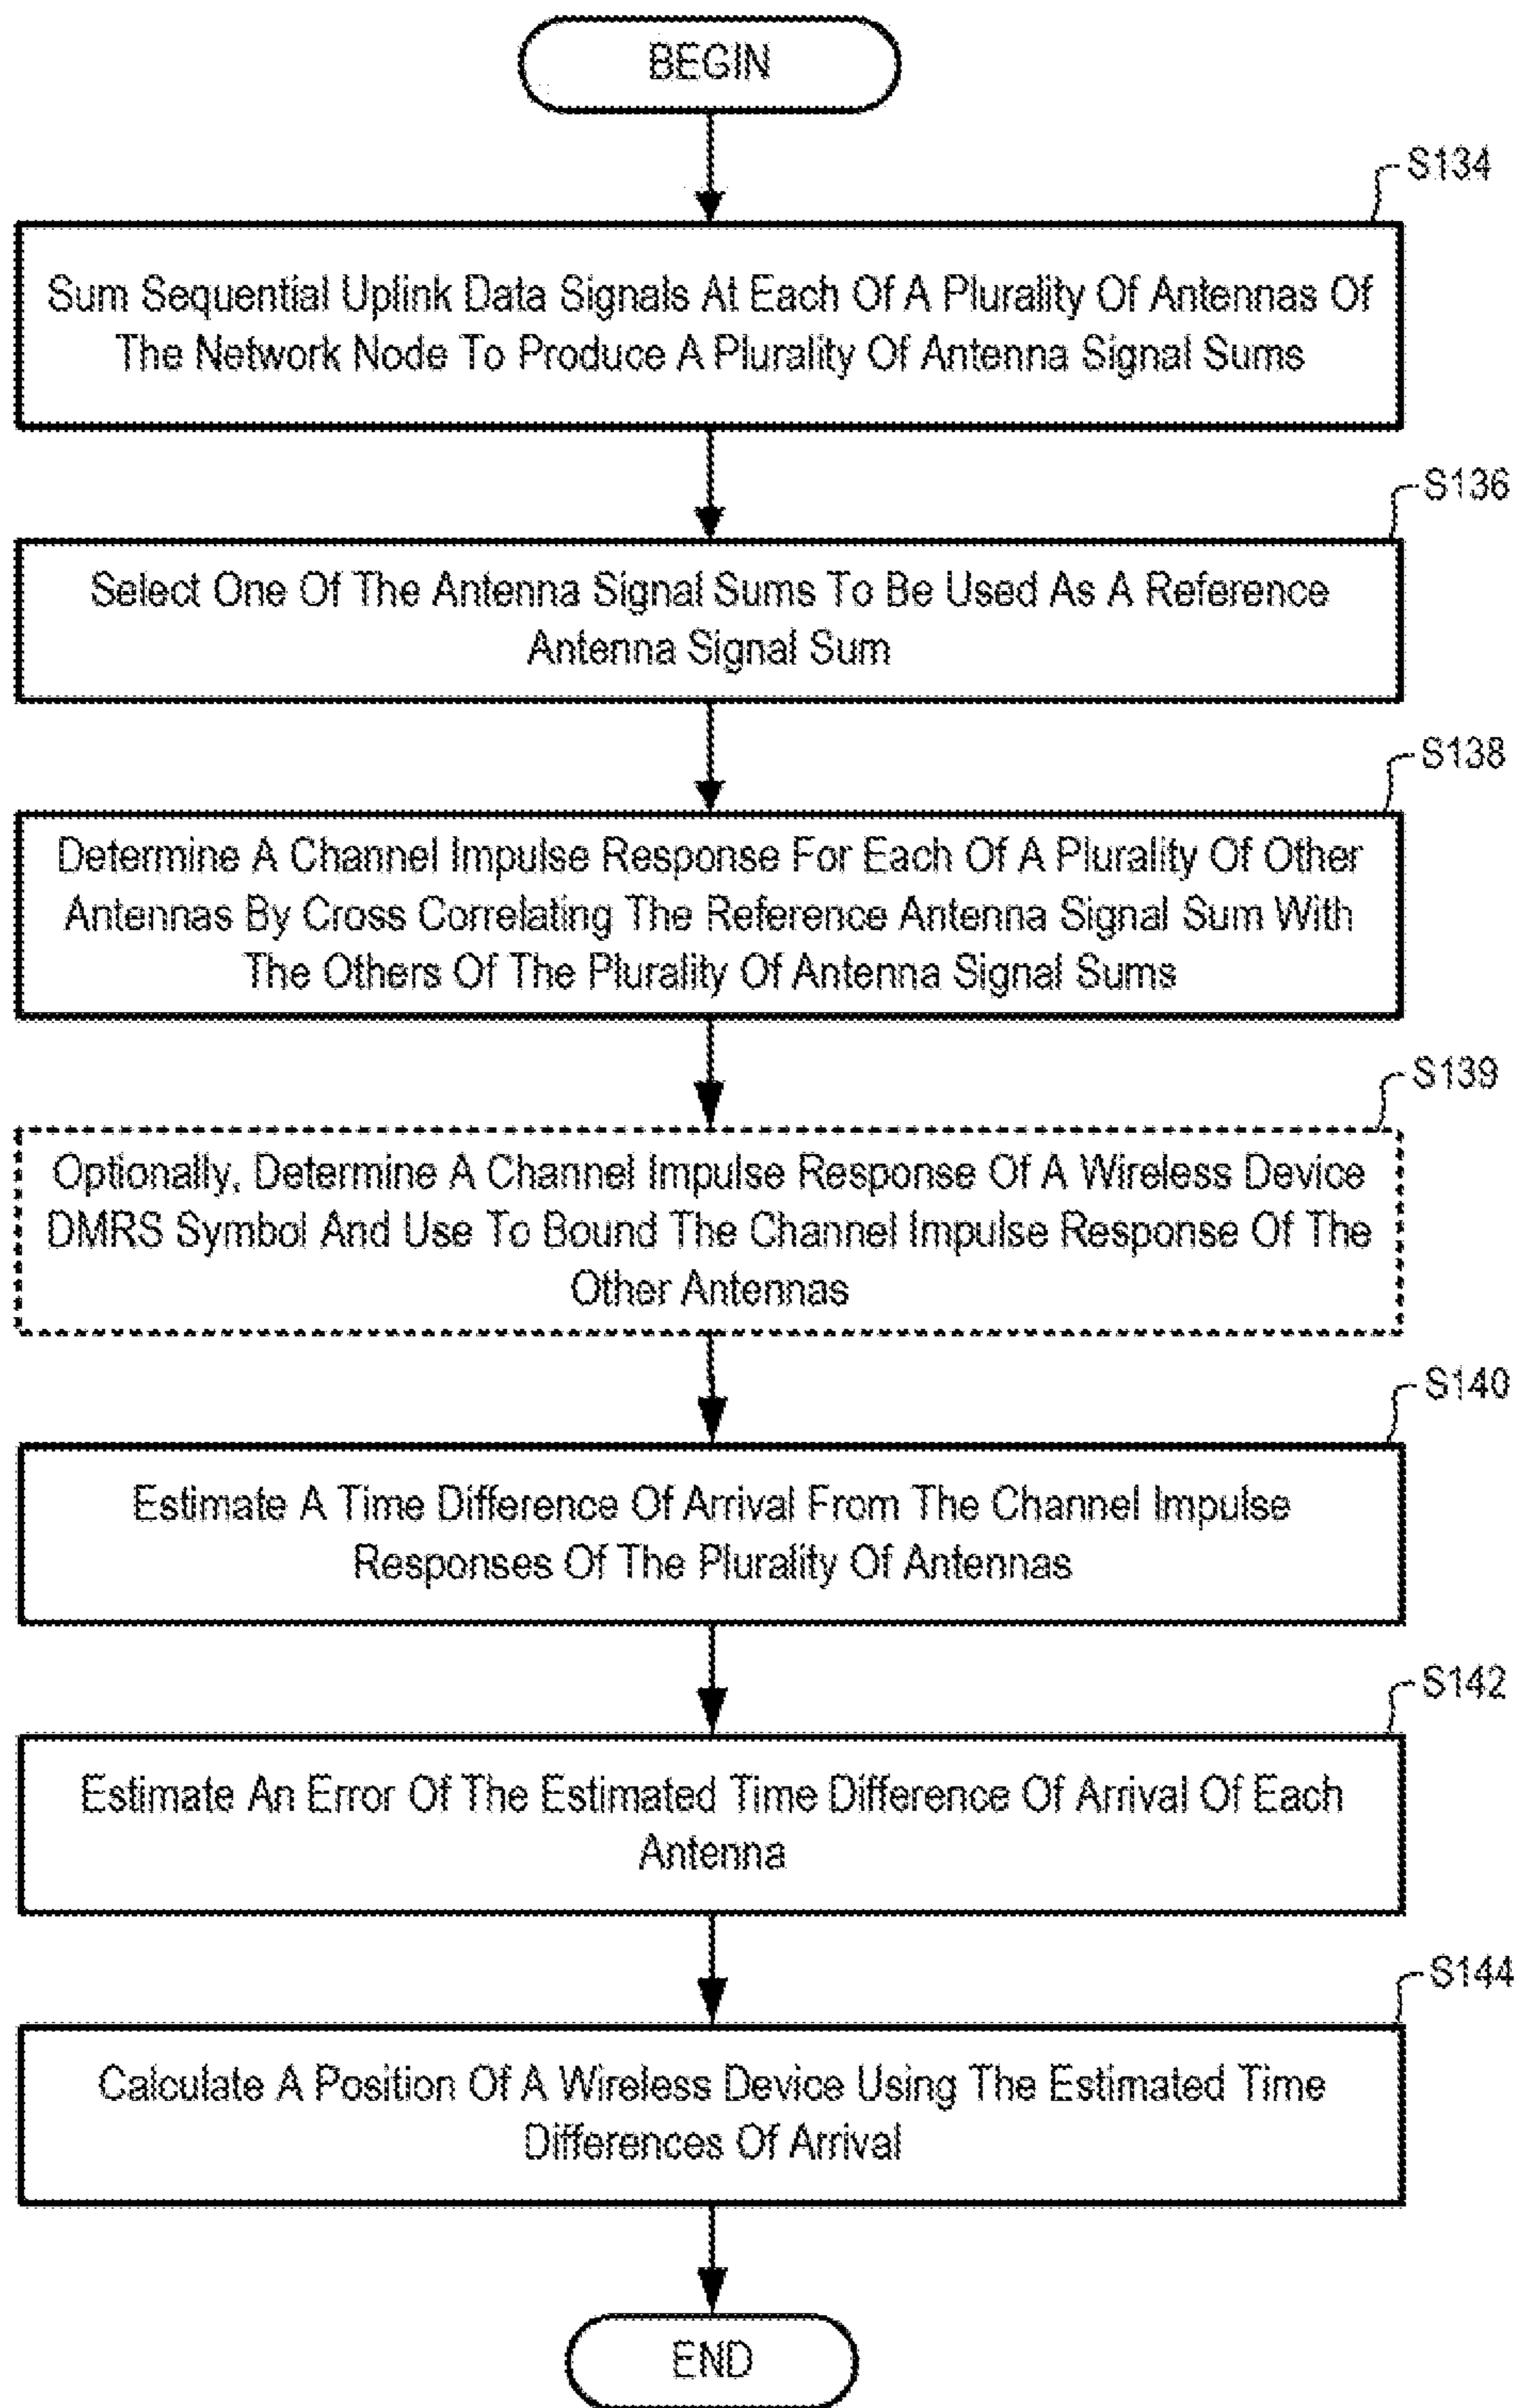 BEGIN
S134
Sum Sequential Uplink Data Signals At Each Of A Plurality Of Antennas Of
The Network Node To Produce A Plurality Of Antenna Signal Sums
S136
Select One Of The Antenna Signal Sums To Be Used As A Reference
Antenna Signal Sum
S138
Determine A Channel Impulse Response For Each Of A Plurality Of Other
Antennas By Cross Correlating The Reference Antenna Signal Sum With
The Others Of The Plurality Of Antenna Signal Sums
S139
Optionally, Determine A Channel Impulse Response Of A Wireless Device
DMRS Symbol And Use To Bound The Channel Impulse Response Of The
Other Antennas
S140
Estimate A Time Difference Of Arrival From The Channel Impulse
Responses Of The Plurality Of Antennas
S142
Estimate An Error Of The Estimated Time Difference Of Arrival Of Each
Antenna
S144
Calculate A Position Of A Wireless Device Using The Estimated Time
Differences Of Arrival
END